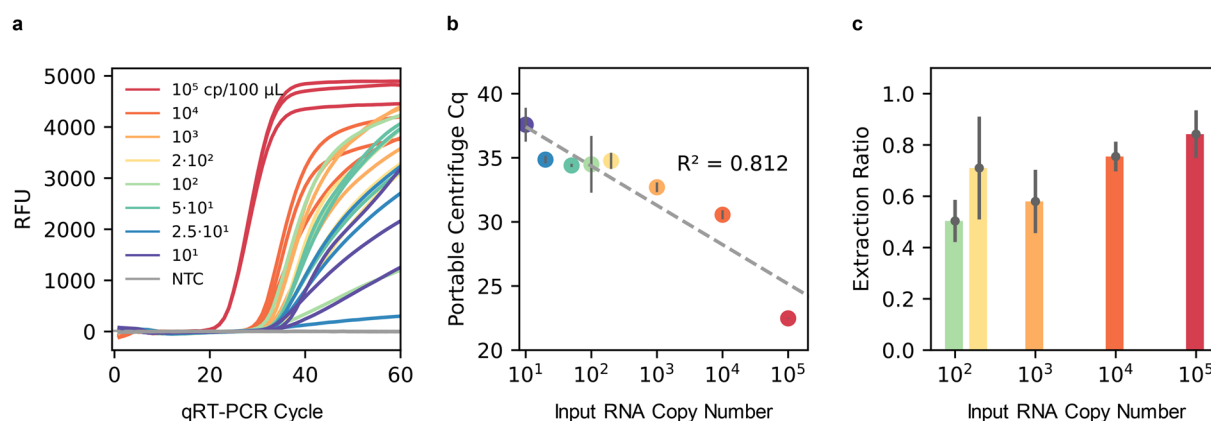 a
5000
4000
3000
2000
1000
0
RFU
10⁵ cp/100 μL
10⁴
10³
2·10²
10²
5·10¹
2.5·10¹
10¹
NTC
0 20 40 60
qRT-PCR Cycle
b
40
35
30
25
20
Portable Centrifuge Cq
R² = 0.812
10¹ 10² 10³ 10⁴ 10⁵
Input RNA Copy Number
c
1.0
0.8
0.6
0.4
0.2
0.0
Extraction Ratio
10² 10³ 10⁴ 10⁵
Input RNA Copy Number